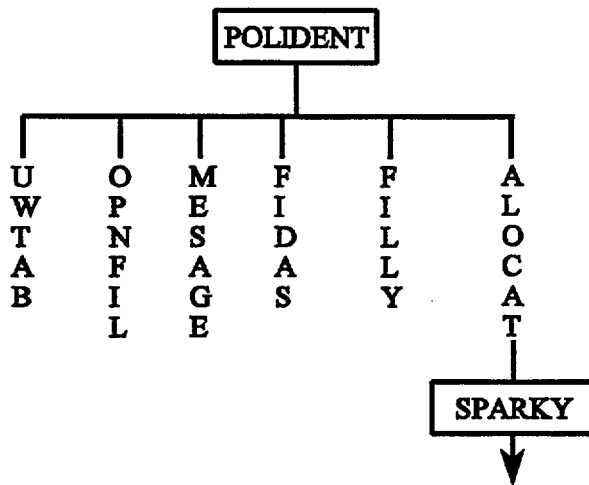 POLIDENT
UWTAB
OPNFIL
MESAGE
FIDAS
FILLY
ALOCAT
SPARKY